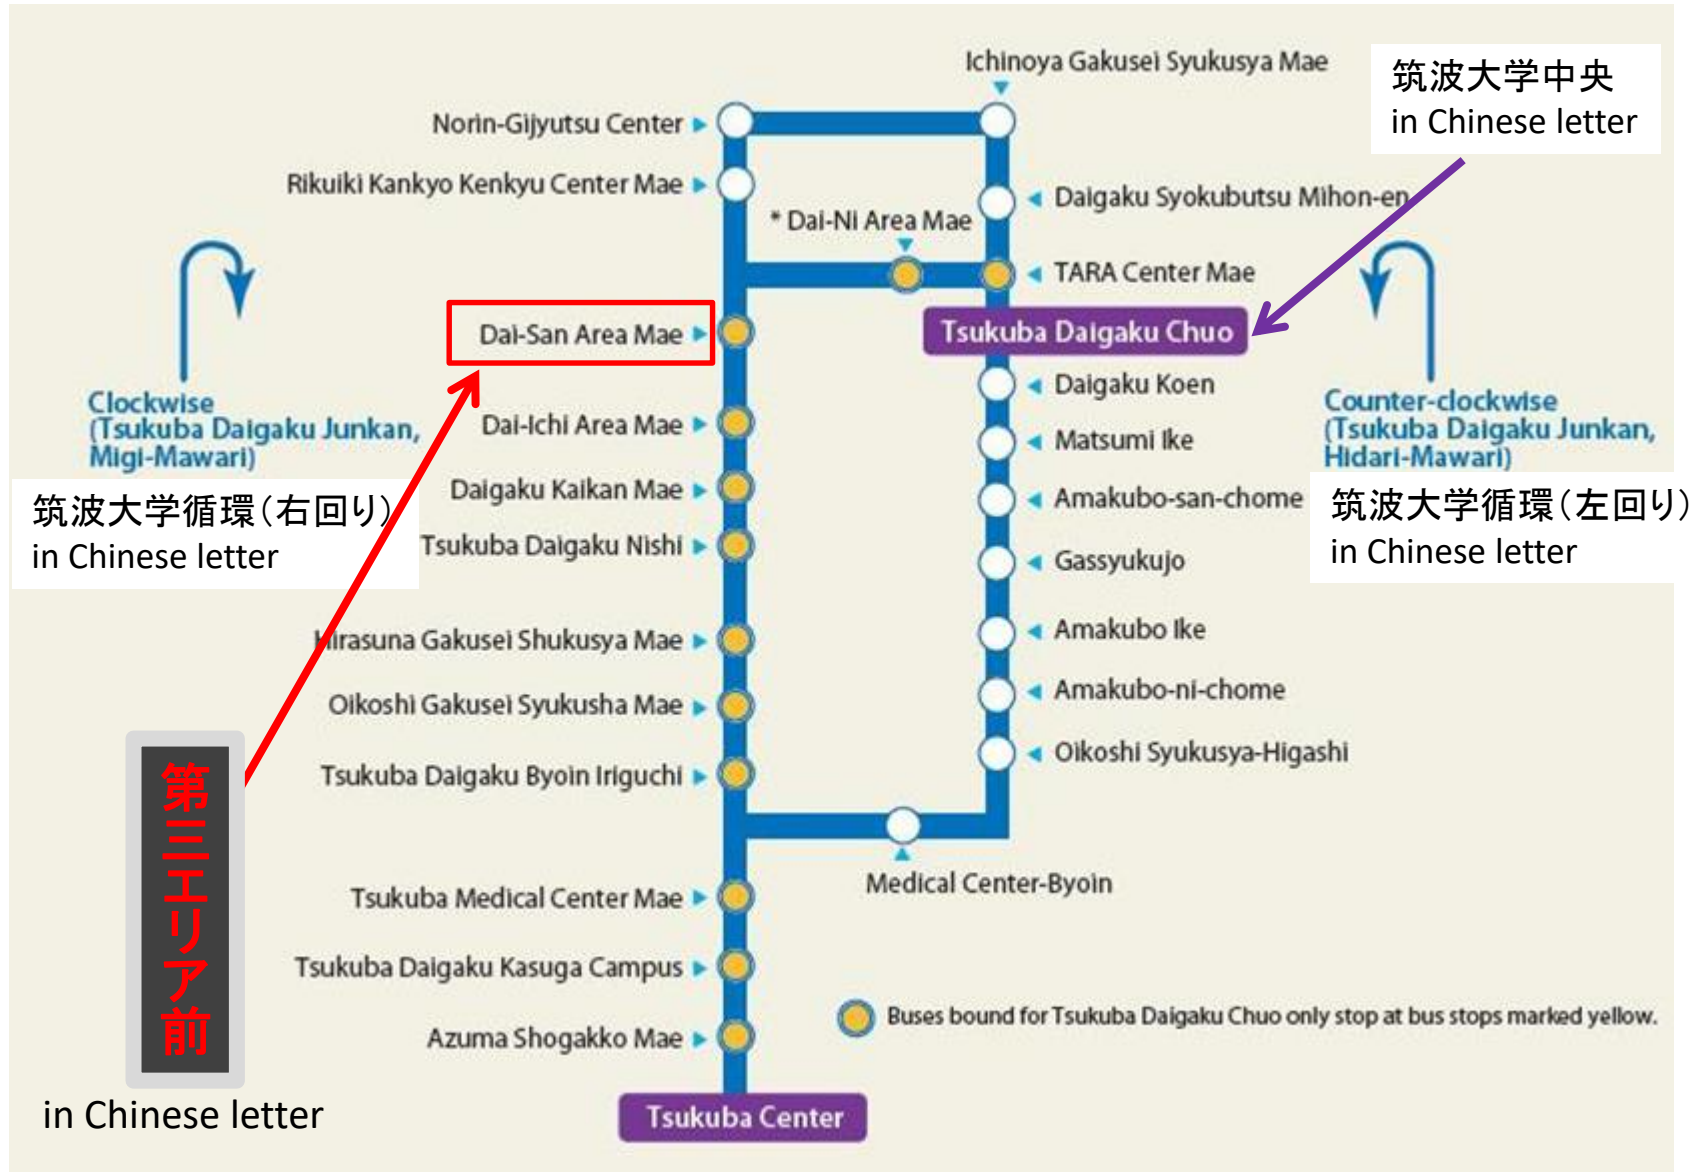 Ichinoya Gakusei Syukusya Mae
筑波大学中央
in Chinese letter
Norin-Gijyutsu Center
Rikuiki Kankyo Kenkyu Center Mae
Daigaku Syokubutsu Mihon-en
* Dai-Ni Area Mae
TARA Center Mae
Dai-San Area Mae
Tsukuba Daigaku Chuo
Clockwise
(Tsukuba Daigaku Junkan,
Migi-Mawari)
筑波大学循環(右回り)
in Chinese letter
Dai-Ichi Area Mae
Daigaku Kaikan Mae
Tsukuba Daigaku Nishi
Hirasuna Gakusei Shukusya Mae
Oikoshi Gakusei Syukusha Mae
Tsukuba Daigaku Byoin Iriguchi
Daigaku Koen
Matsumi Ike
Amakubo-san-chome
Gassyukujo
Amakubo Ike
Amakubo-ni-chome
Oikoshi Syukusya-Higashi
Counter-clockwise
(Tsukuba Daigaku Junkan,
Hidari-Mawari)
筑波大学循環(左回り)
in Chinese letter
第三エリア前
in Chinese letter
Medical Center-Byoin
Tsukuba Medical Center Mae
Tsukuba Daigaku Kasuga Campus
Azuma Shogakko Mae
Buses bound for Tsukuba Daigaku Chuo only stop at bus stops marked yellow.
Tsukuba Center